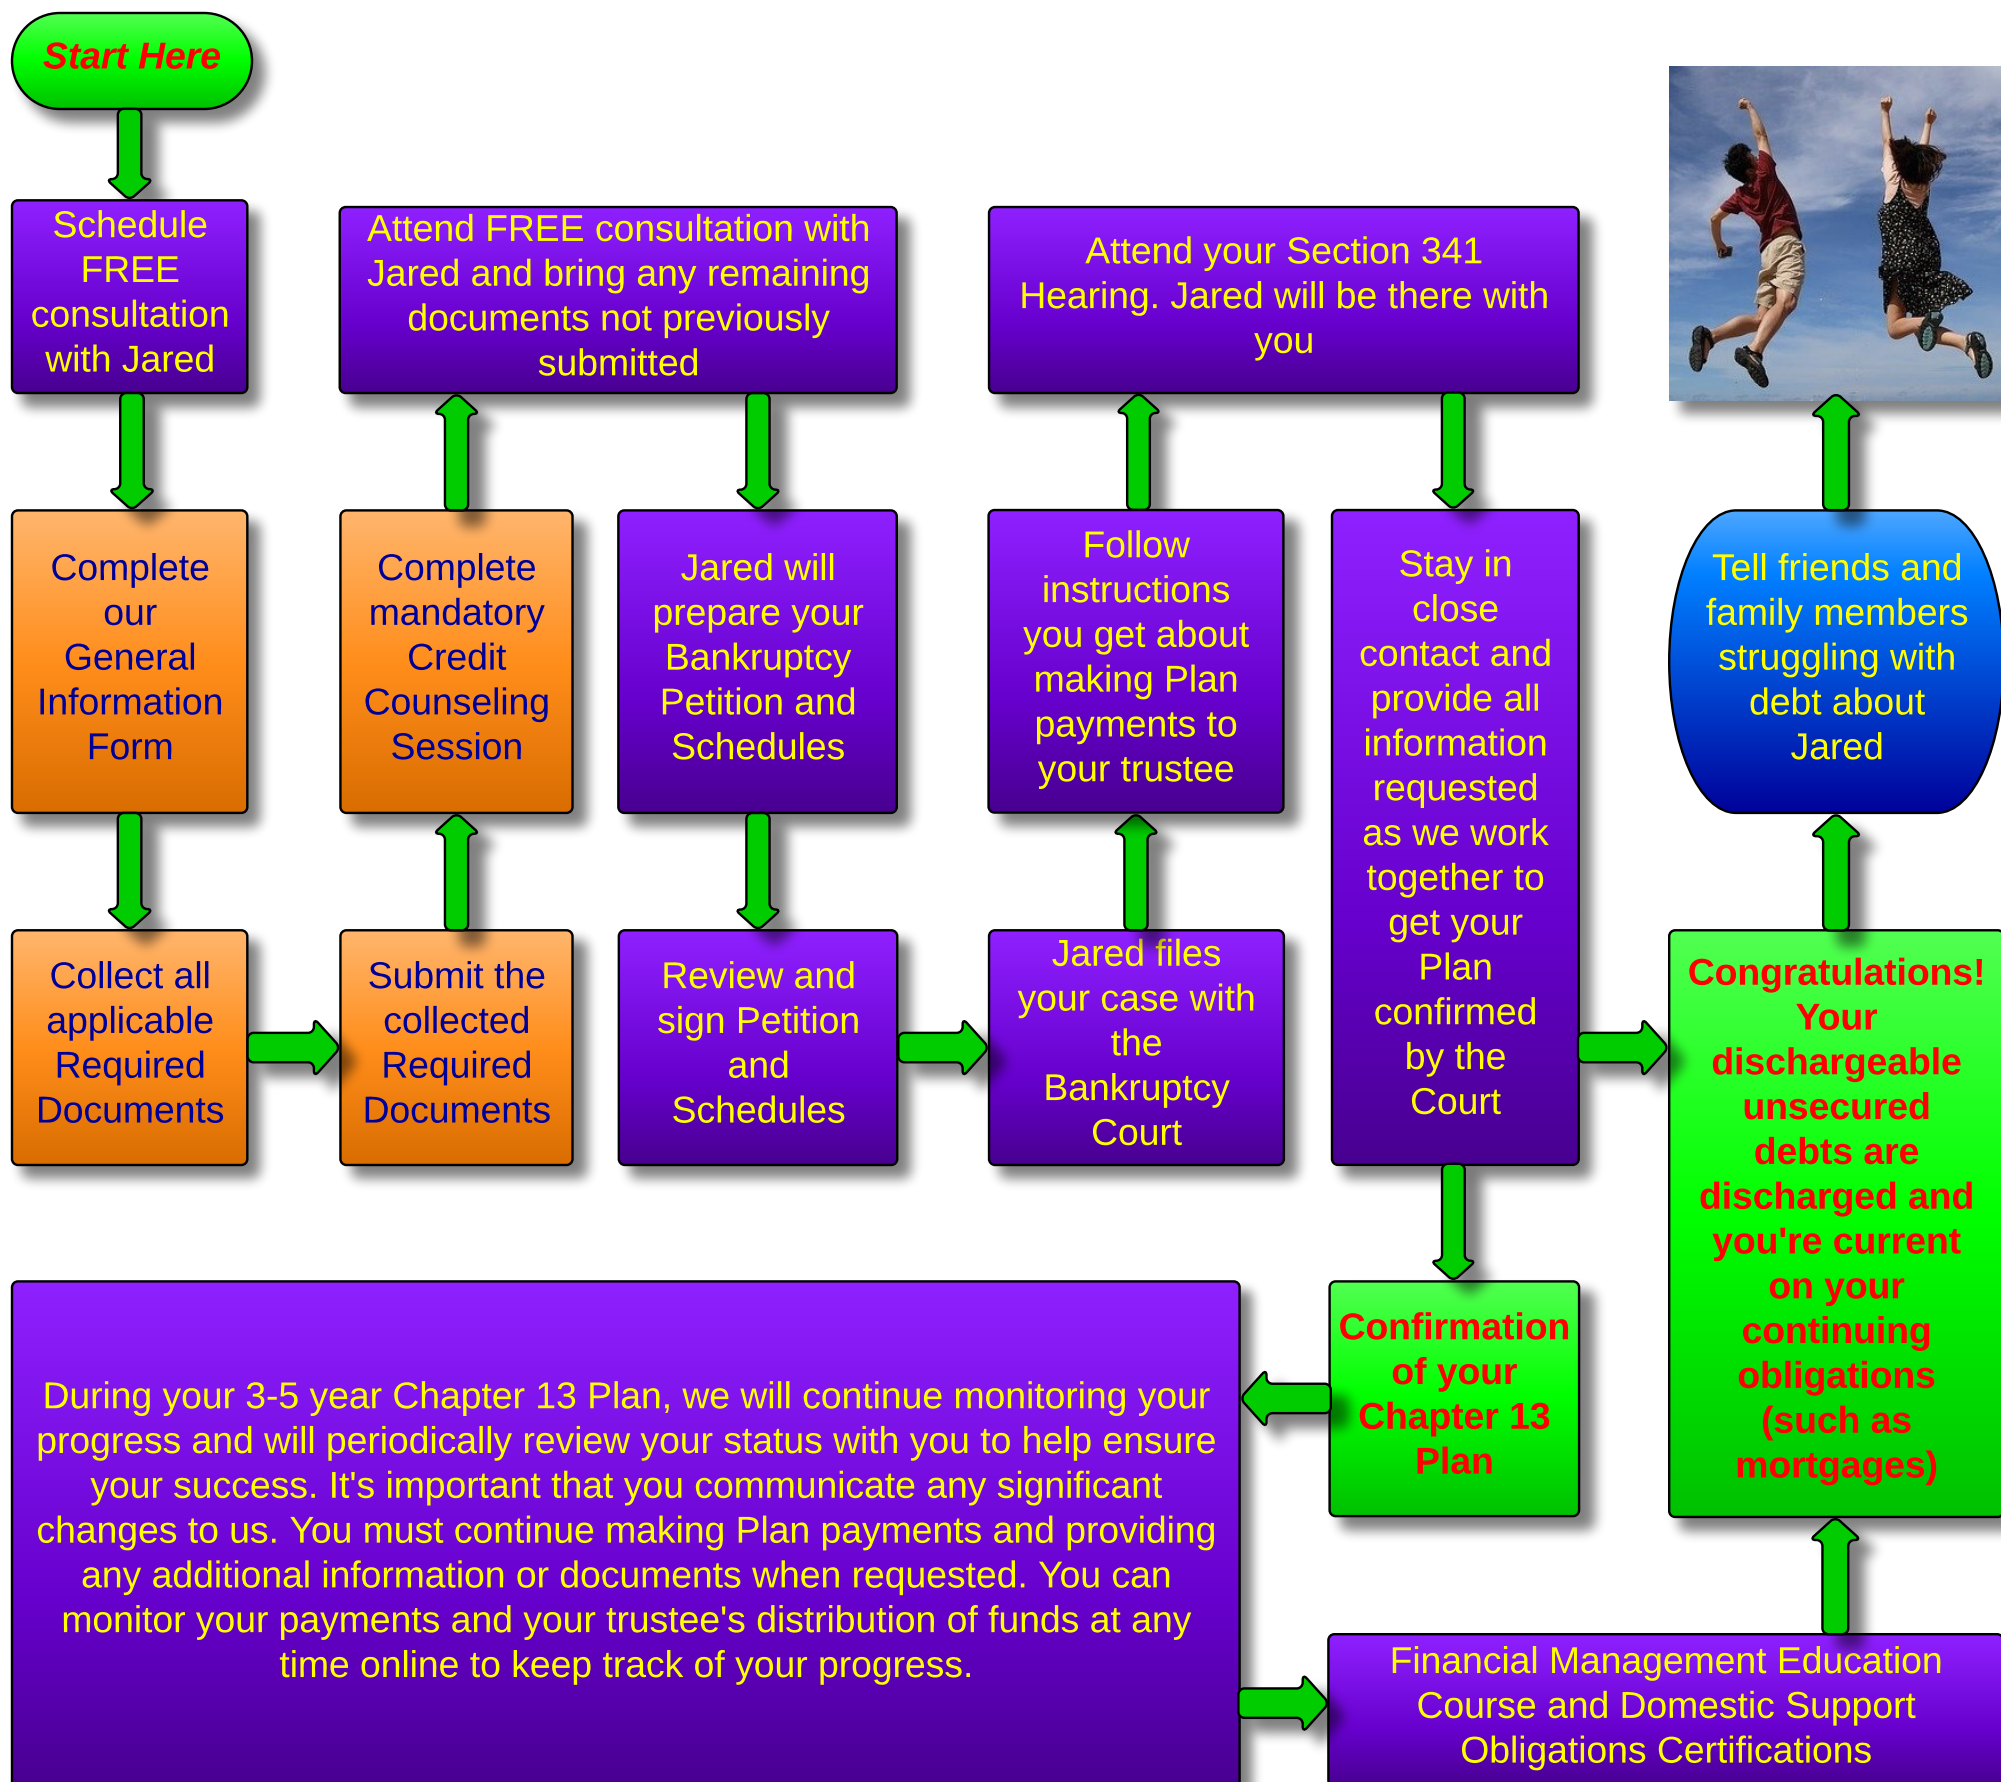 Start Here
Schedule
FREE
consultation
with Jared
Complete
our
General
Information
Form
Collect all
applicable
Required
Documents
Submit the
collected
Required
Documents
Complete
mandatory
Credit
Counseling
Session
Attend FREE consultation with
Jared and bring any remaining
documents not previously
submitted
Jared will
prepare your
Bankruptcy
Petition and
Schedules
Review and
sign Petition
and
Schedules
Jared files
your case with
the
Bankruptcy
Court
Follow
instructions
you get about
making Plan
payments to
your trustee
Attend your Section 341
Hearing. Jared will be there with
you
Stay in
close
contact and
provide all
information
requested
as we work
together to
get your
Plan
confirmed
by the
Court
Confirmation
of your
Chapter 13
Plan
During your 3-5 year Chapter 13 Plan, we will continue monitoring your
progress and will periodically review your status with you to help ensure
your success. It's important that you communicate any significant
changes to us. You must continue making Plan payments and providing
any additional information or documents when requested. You can
monitor your payments and your trustee's distribution of funds at any
time online to keep track of your progress.
Financial Management Education
Course and Domestic Support
Obligations Certifications
Congratulations!
Your
dischargeable
unsecured
debts are
discharged and
you're current
on your
continuing
obligations
(such as
mortgages)
Tell friends and
family members
struggling with
debt about
Jared